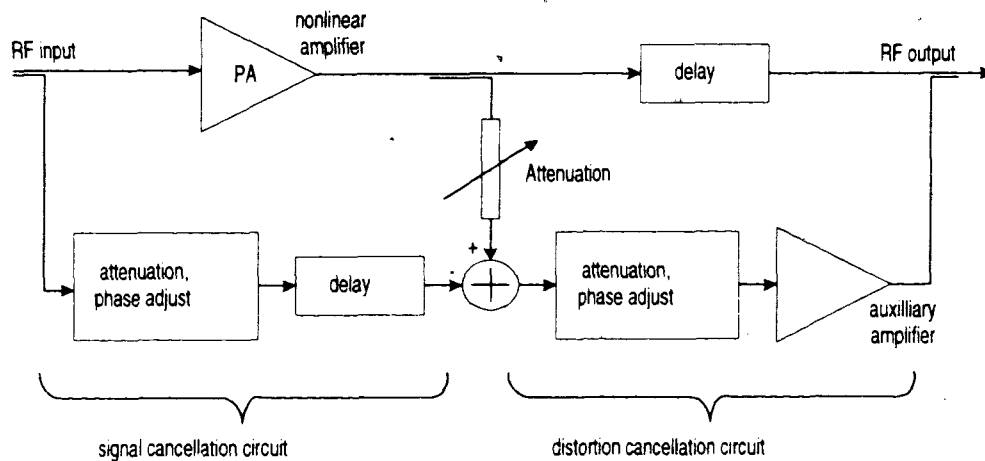 nonlinear
amplifier
RF input
RF output
PA
delay
Attenuation
+
-
attenuation,
phase adjust
delay
attenuation,
phase adjust
auxilliary
amplifier
signal cancellation circuit
distortion cancellation circuit